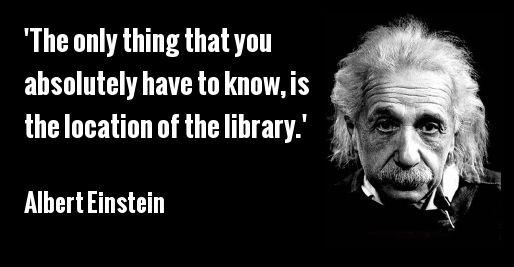 'The only thing that you
absolutely have to know, is
the location of the library.'
Albert Einstein